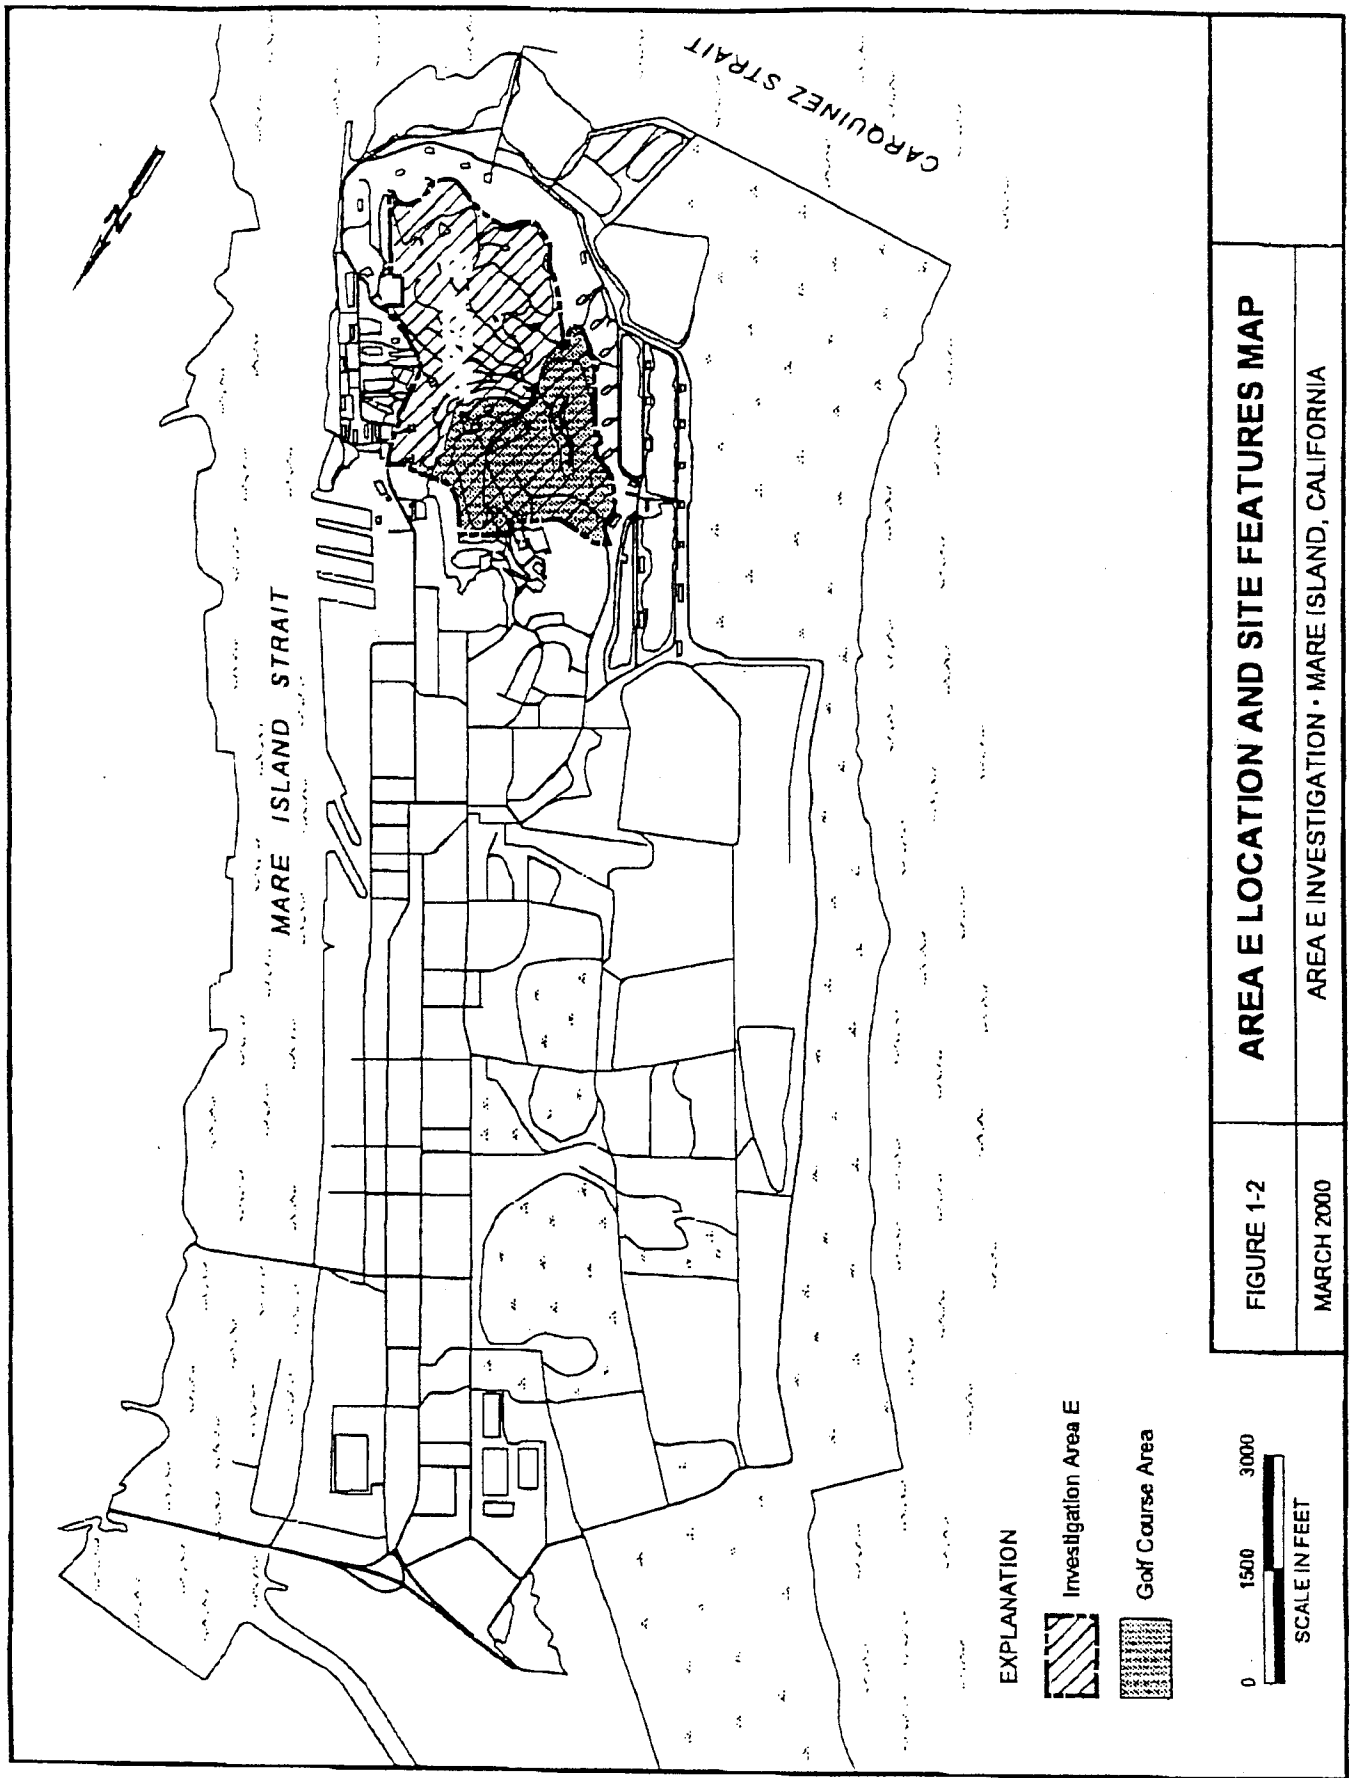 CARQUINEZ STRAIT
N
MARE ISLAND STRAIT
EXPLANATION
Investigation Area E
Golf Course Area
0 1500 3000
SCALE IN FEET
FIGURE 1-2
AREA E LOCATION AND SITE FEATURES MAP
MARCH 2000
AREA E INVESTIGATION • MARE ISLAND, CALIFORNIA